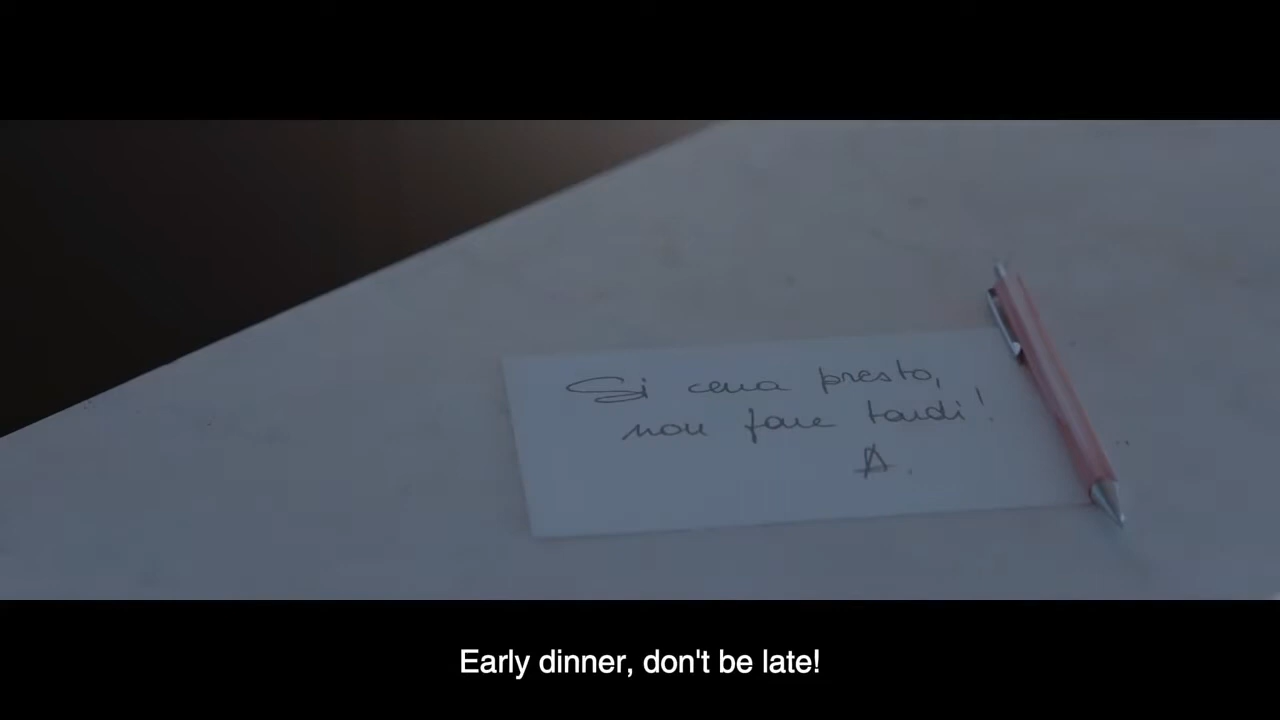 Si cena presto,
non fare tardi!
A.
Early dinner, don't be late!